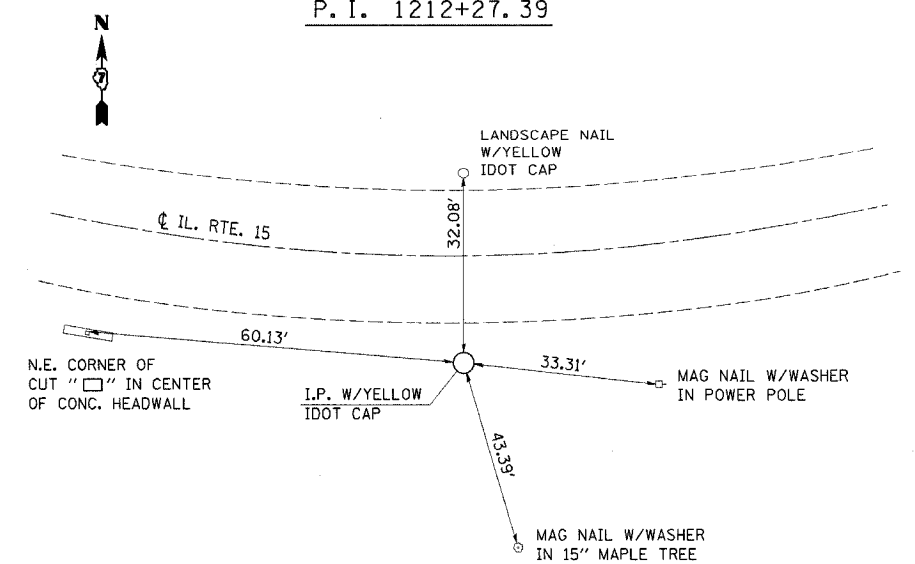 P. I. 1212+27.39
N
7
LANDSCAPE NAIL
W/YELLOW
IDOT CAP
℄ IL. RTE. 15
32.08'
60.13'
33.31'
N.E. CORNER OF
CUT "□" IN CENTER
OF CONC. HEADWALL
I.P. W/YELLOW
IDOT CAP
MAG NAIL W/WASHER
IN POWER POLE
43.39'
MAG NAIL W/WASHER
IN 15" MAPLE TREE